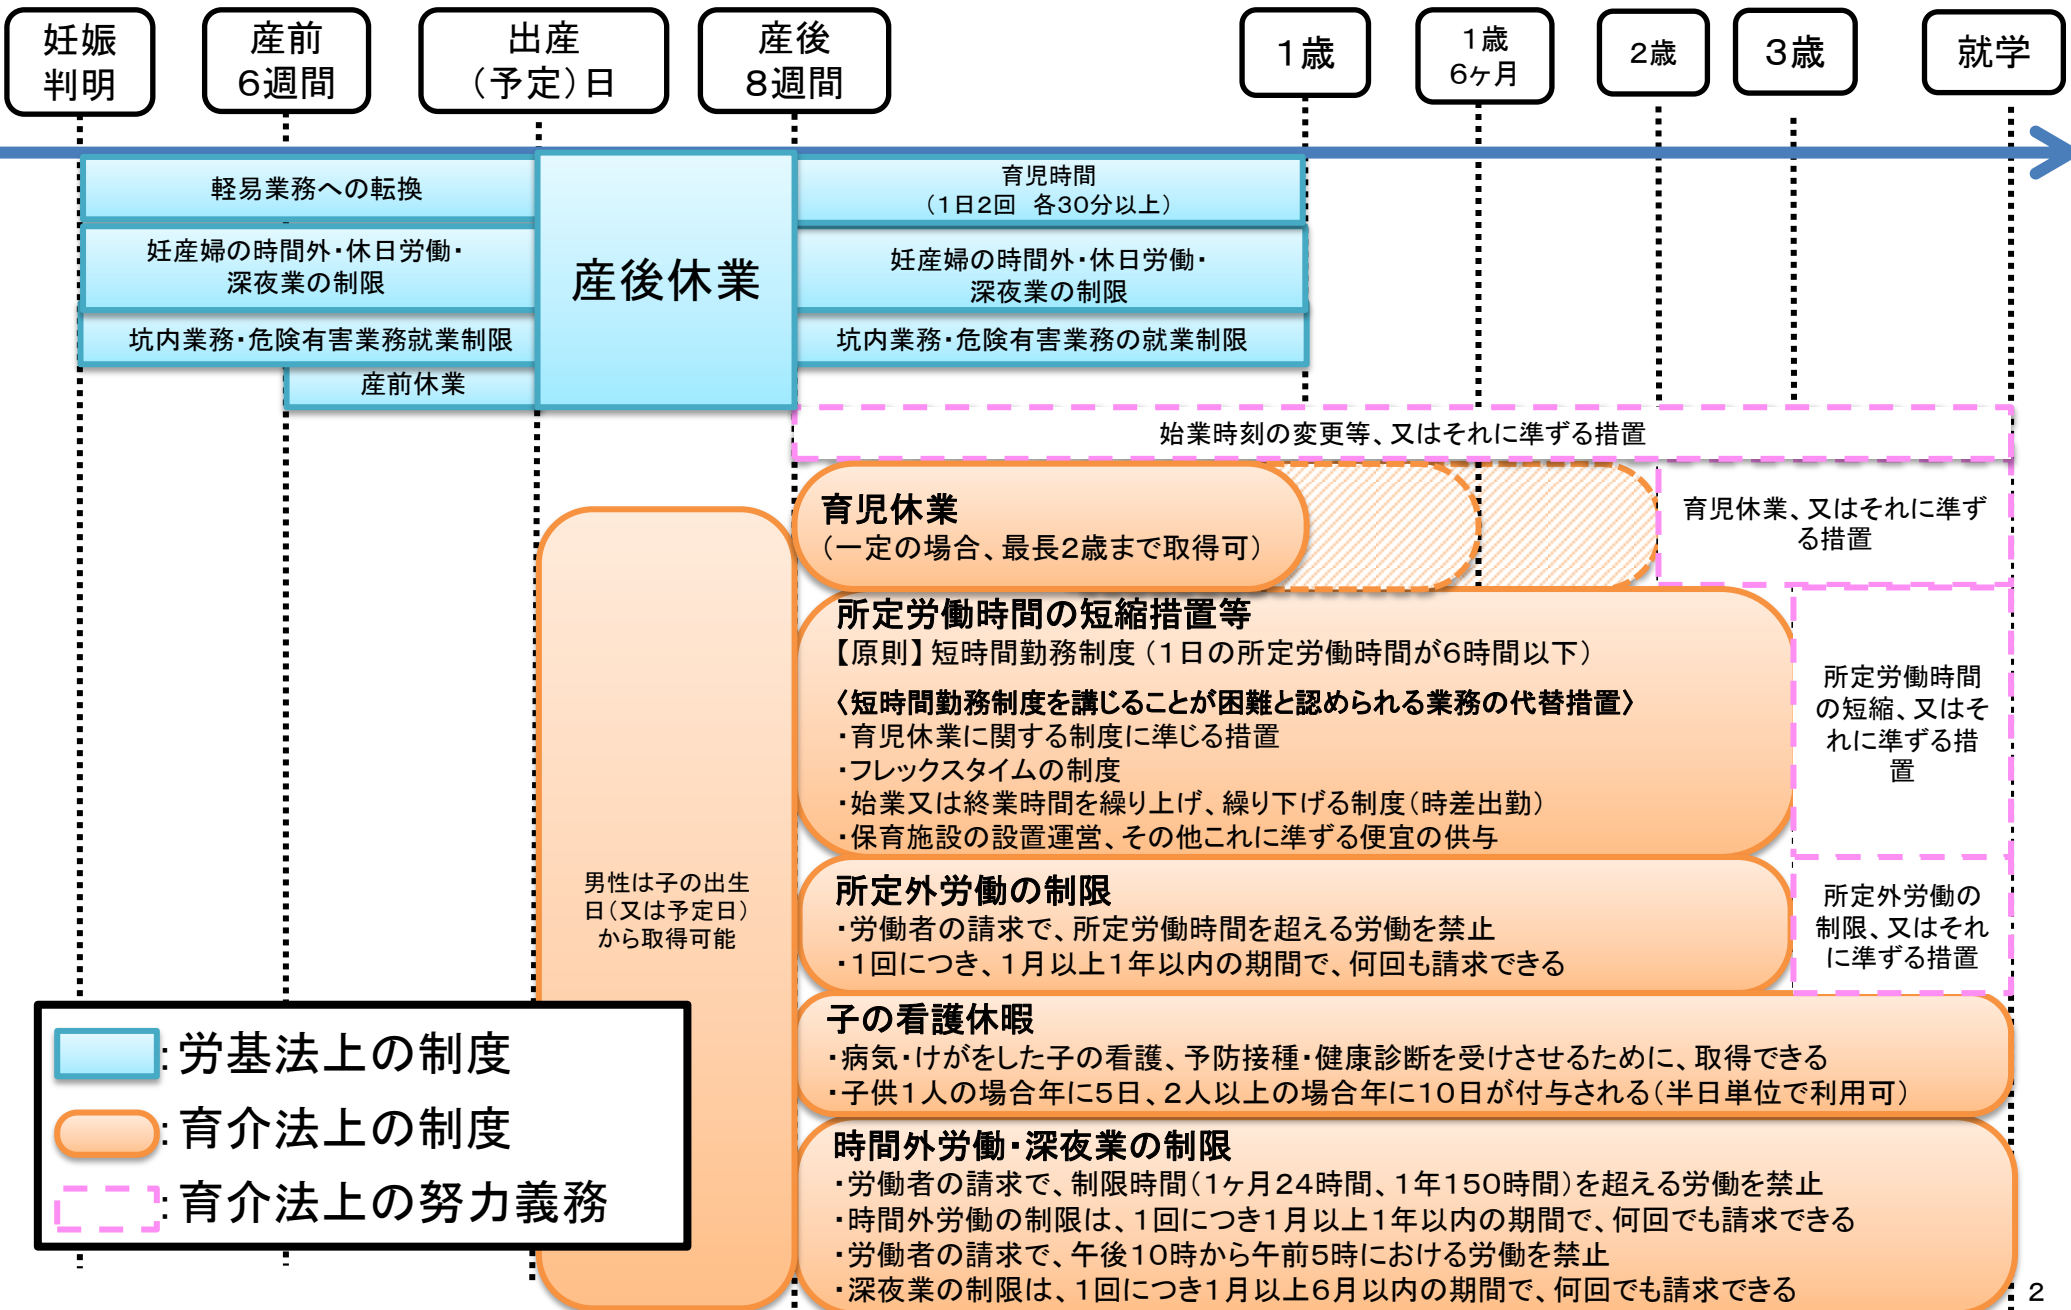 妊娠
判明
産前
6週間
出産
（予定）日
産後
8週間
1歳
1歳
6ヶ月
2歳
3歳
就学
軽易業務への転換
妊産婦の時間外・休日労働・
深夜業の制限
坑内業務・危険有害業務就業制限
産前休業
産後休業
育児時間
（1日2回　各30分以上）
妊産婦の時間外・休日労働・
深夜業の制限
坑内業務・危険有害業務の就業制限
始業時刻の変更等、又はそれに準ずる措置
育児休業
（一定の場合、最長2歳まで取得可）
育児休業、又はそれに準ず
る措置
所定労働時間の短縮措置等
【原則】短時間勤務制度（1日の所定労働時間が6時間以下）
〈短時間勤務制度を講じることが困難と認められる業務の代替措置〉
・育児休業に関する制度に準じる措置
・フレックスタイムの制度
・始業又は終業時間を繰り上げ、繰り下げる制度（時差出勤）
・保育施設の設置運営、その他これに準ずる便宜の供与
所定労働時間
の短縮、又はそ
れに準ずる措
置
男性は子の出生
日（又は予定日）
から取得可能
所定外労働の制限
・労働者の請求で、所定労働時間を超える労働を禁止
・1回につき、1月以上1年以内の期間で、何回も請求できる
所定外労働の
制限、又はそれ
に準ずる措置
子の看護休暇
・病気・けがをした子の看護、予防接種・健康診断を受けさせるために、取得できる
・子供1人の場合年に5日、2人以上の場合年に10日が付与される（半日単位で利用可）
時間外労働・深夜業の制限
・労働者の請求で、制限時間（1ヶ月24時間、1年150時間）を超える労働を禁止
・時間外労働の制限は、1回につき1月以上1年以内の期間で、何回でも請求できる
・労働者の請求で、午後10時から午前5時における労働を禁止
・深夜業の制限は、1回につき1月以上6月以内の期間で、何回でも請求できる
:労基法上の制度
:育介法上の制度
:育介法上の努力義務
2